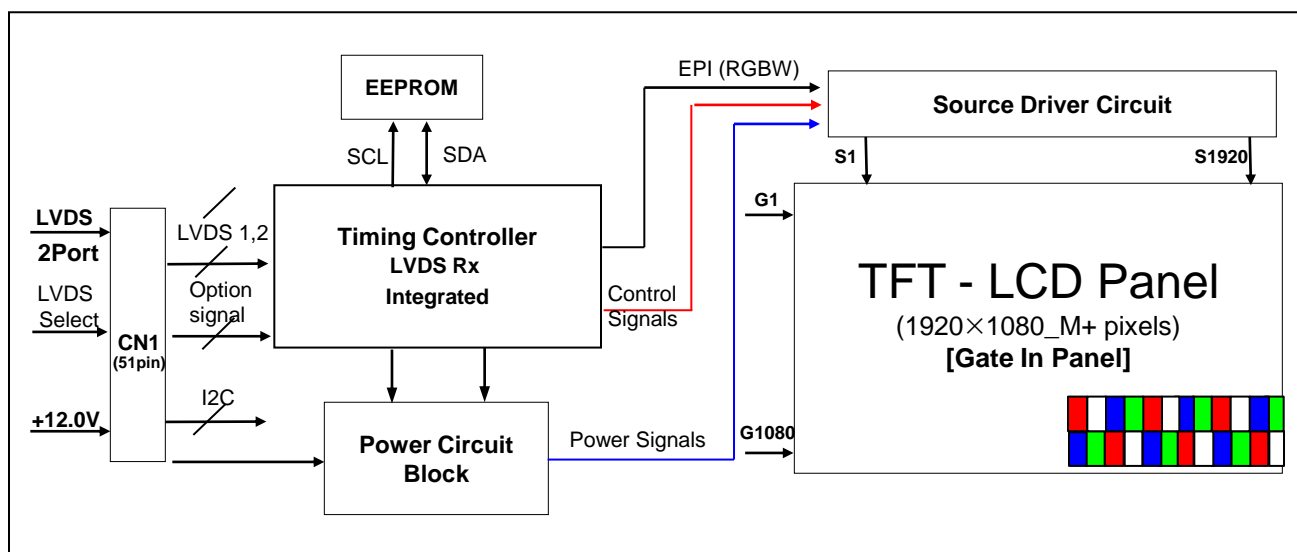 EEPROM
SCL
SDA
EPI (RGBW)
Source Driver Circuit
S1
S1920
LVDS
2Port
LVDS
Select
+12.0V
CN1
(51pin)
LVDS 1,2
Option
signal
I2C
Timing Controller
LVDS Rx
Integrated
Control
Signals
Power Circuit
Block
Power Signals
G1
G1080
TFT - LCD Panel
(1920×1080_M+ pixels)
[Gate In Panel]